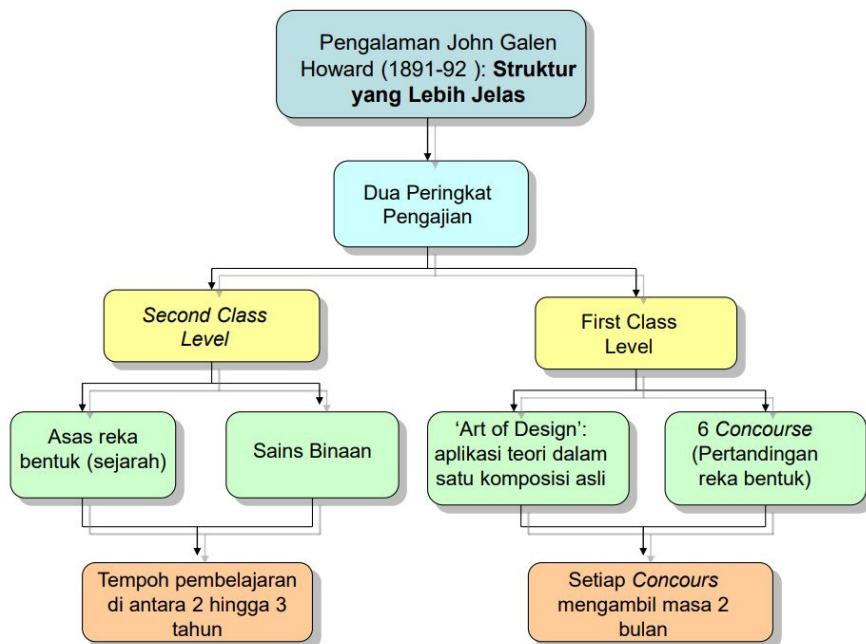 Pengalaman John Galen
Howard (1891-92 ): Struktur
yang Lebih Jelas
Dua Peringkat
Pengajian
Second Class
Level
First Class
Level
Asas reka
bentuk (sejarah)
Sains Binaan
‘Art of Design’:
aplikasi teori dalam
satu komposisi asli
6 Concourse
(Pertandingan
reka bentuk)
Tempoh pembelajaran
di antara 2 hingga 3
tahun
Setiap Concours
mengambil masa 2
bulan